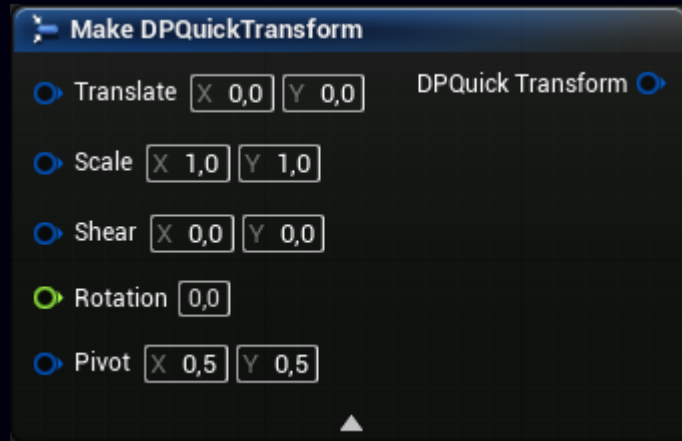 Make DPQuickTransform
Translate X 0,0 Y 0,0 DPQuick Transform
Scale X 1,0 Y 1,0
Shear X 0,0 Y 0,0
Rotation 0,0
Pivot X 0,5 Y 0,5